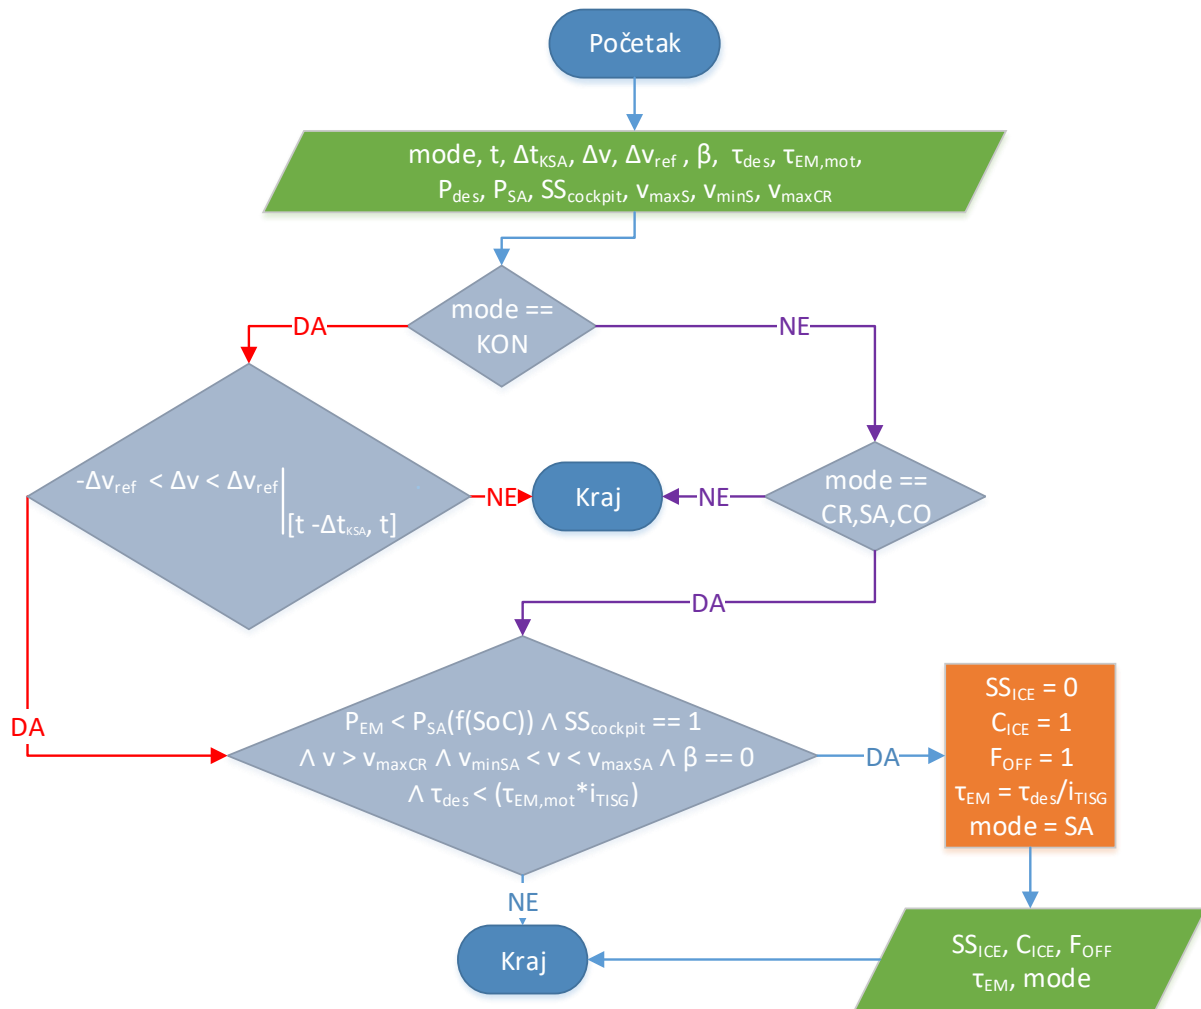 Početak
mode, t, Δt_KSA, Δv, Δv_ref , β, τ_des, τ_EM,mot,
P_des, P_SA, SS_cockpit, v_maxS, v_minS, v_maxCR
mode ==
KON
DA
NE
-Δv_ref < Δv < Δv_ref|
[t -Δt_KSA, t]
NE
Kraj
NE
mode ==
CR,SA,CO
DA
DA
P_EM < P_SA(f(SoC)) ∧ SS_cockpit == 1
∧ v > v_maxCR ∧ v_minSA < v < v_maxSA ∧ β == 0
∧ τ_des < (τ_EM,mot*i_TISG)
DA
SS_ICE = 0
C_ICE = 1
F_OFF = 1
τ_EM = τ_des/i_TISG
mode = SA
NE
Kraj
SS_ICE, C_ICE, F_OFF
τ_EM, mode